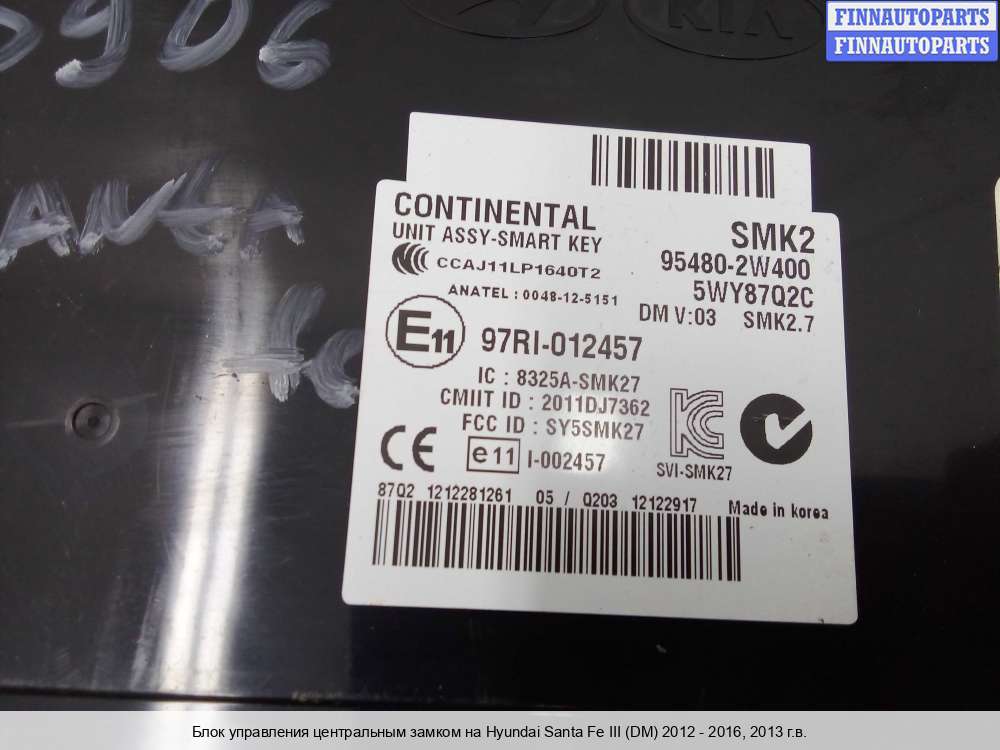 FINNAUTOPARTS
FINNAUTOPARTS
KIA
CONTINENTAL
UNIT ASSY-SMART KEY
CCAJ11LP1640T2
ANATEL : 0048-12-5151
SMK2
95480-2W400
5WY87Q2C
DM V:03 SMK2.7
E11 97RI-012457
IC : 8325A-SMK27
CMIIT ID : 2011DJ7362
FCC ID : SY5SMK27
CE e11 I-002457
SVI-SMK27
87Q2 1212281261 05 / Q203 12122917 Made in korea
Блок управления центральным замком на Hyundai Santa Fe III (DM) 2012 - 2016, 2013 г.в.